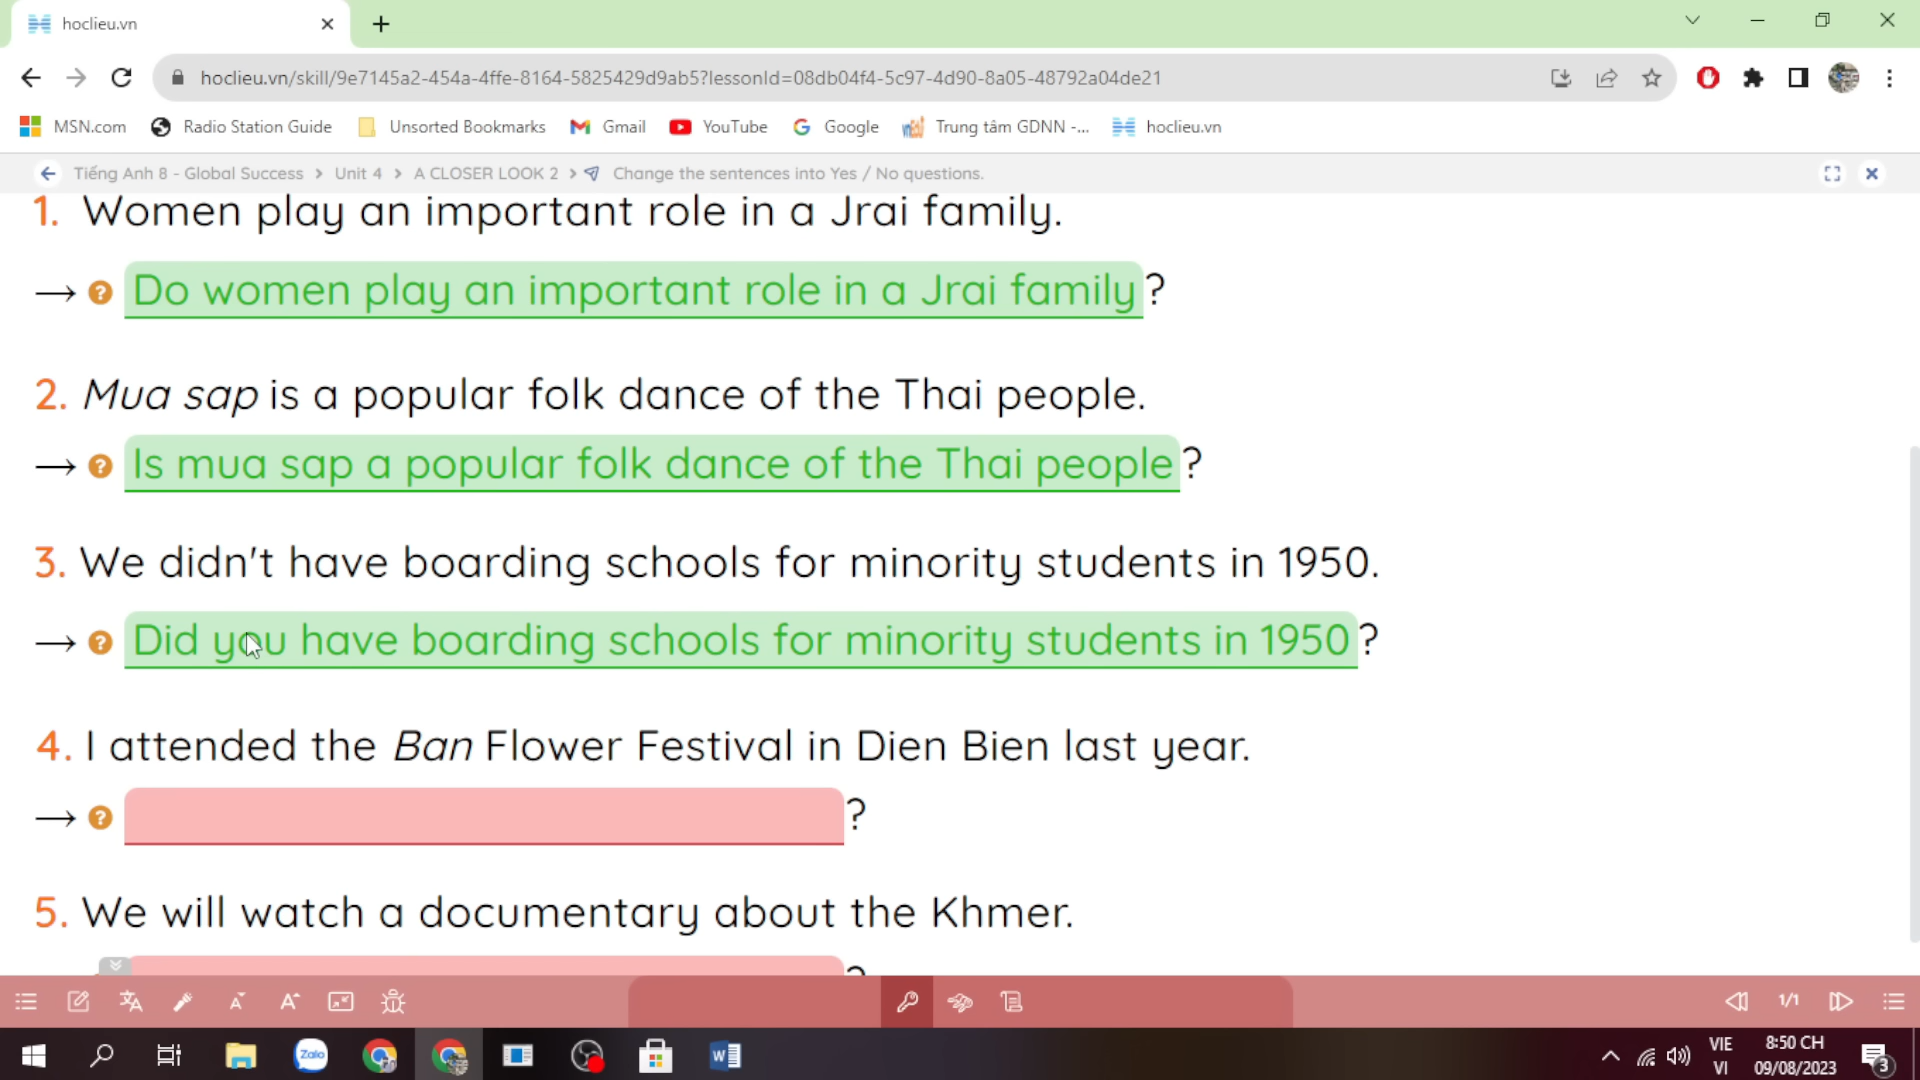 hoclieu.vn
hoclieu.vn/skill/9e7145a2-454a-4ffe-8164-5825429d9ab5?lessonId=08db04f4-5c97-4d90-8a05-48792a04de21
MSN.com Radio Station Guide Unsorted Bookmarks Gmail YouTube Google Trung tâm GDNN -... hoclieu.vn
Tiếng Anh 8 - Global Success > Unit 4 > A CLOSER LOOK 2 > Change the sentences into Yes / No questions.
1. Women play an important role in a Jrai family.
→ ? Do women play an important role in a Jrai family?
2. Mua sap is a popular folk dance of the Thai people.
→ ? Is mua sap a popular folk dance of the Thai people?
3. We didn't have boarding schools for minority students in 1950.
→ ? Did you have boarding schools for minority students in 1950?
4. I attended the Ban Flower Festival in Dien Bien last year.
→ ? ?
5. We will watch a documentary about the Khmer.
?
1/1
Zalo
VIE 8:50 CH
VI 09/08/2023 3